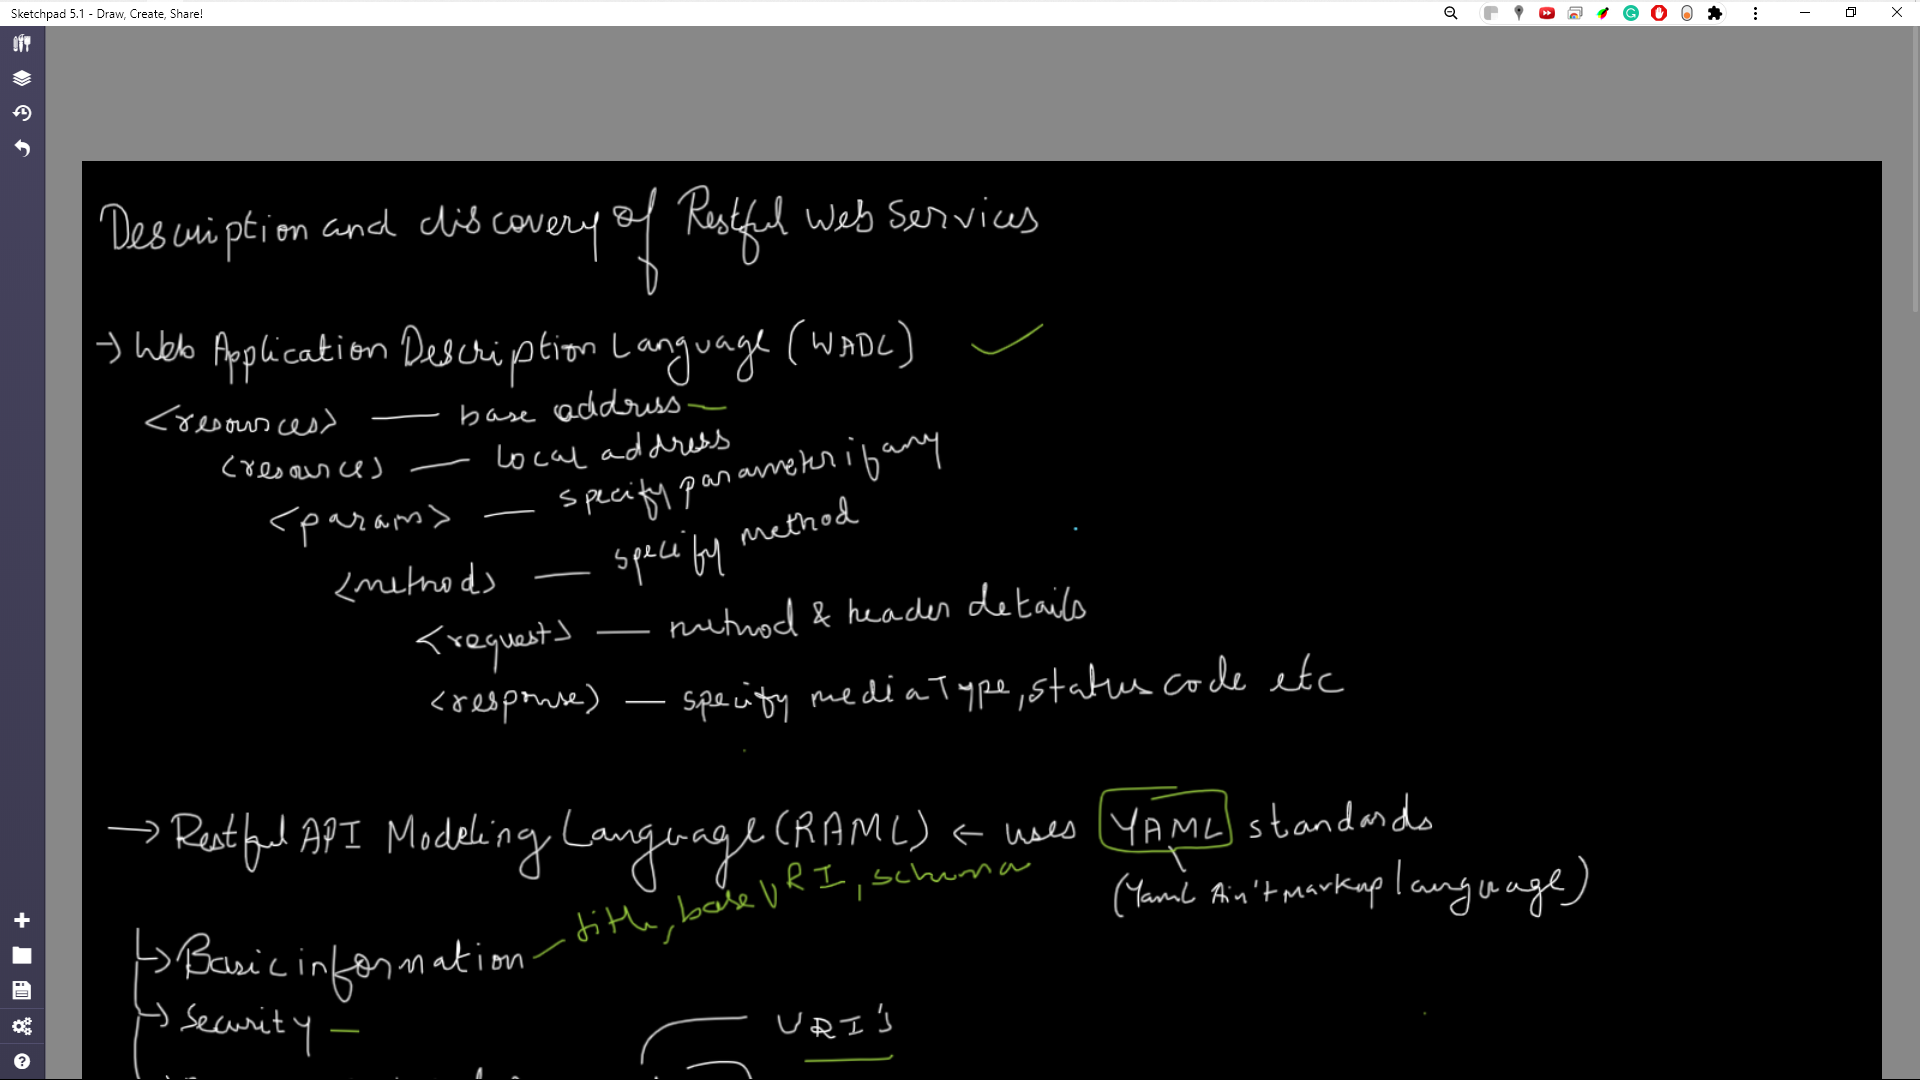 Sketchpad 5.1 - Draw, Create, Share!
Description and discovery of Restful Web Services
→ Web Application Description Language (WADL)
<resources> — base address
<resource> — local address
<params> — specify parameter if any
<method> — specify method
<request> — method & header details
<response> — specify mediaType, status code etc
→ Restful API Modeling Language (RAML) ← uses YAML standards
(Yaml Ain't markup language)
→ Basic information – title, base URI, schema
→ Security –
URI's